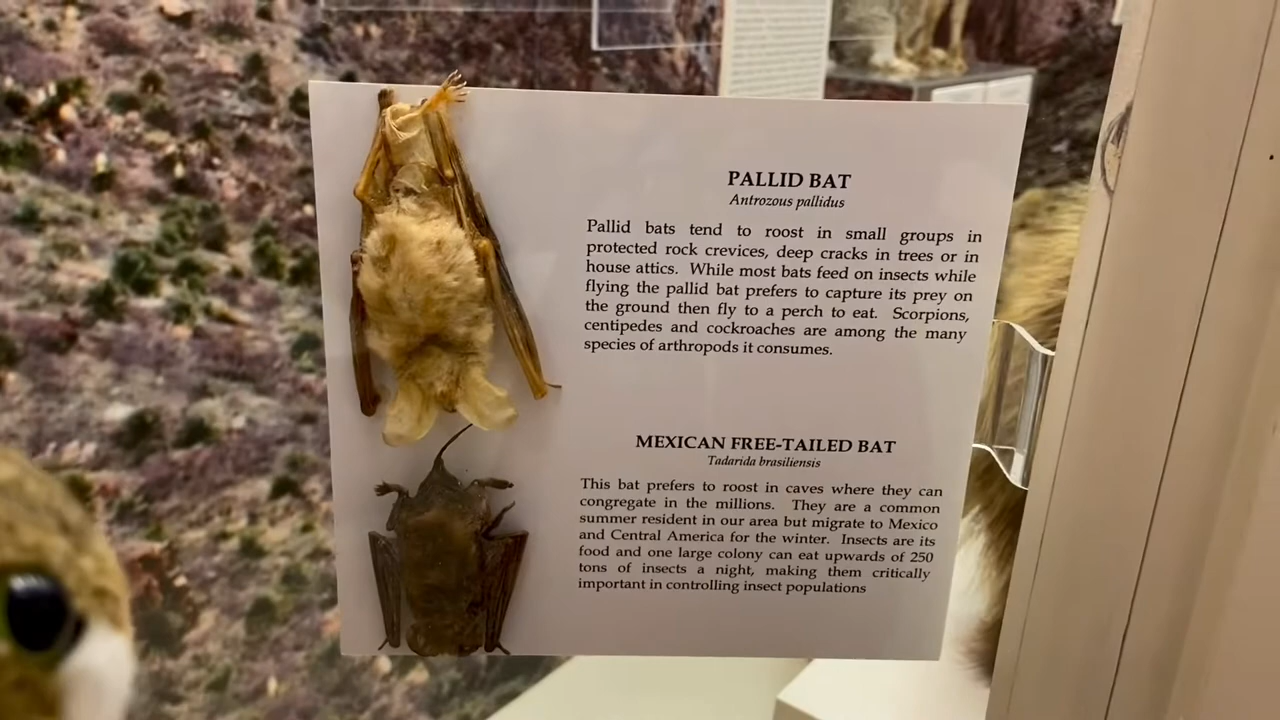 PALLID BAT
Antrozous pallidus
Pallid bats tend to roost in small groups in
protected rock crevices, deep cracks in trees or in
house attics. While most bats feed on insects while
flying the pallid bat prefers to capture its prey on
the ground then fly to a perch to eat. Scorpions,
centipedes and cockroaches are among the many
species of arthropods it consumes.
MEXICAN FREE-TAILED BAT
Tadarida brasiliensis
This bat prefers to roost in caves where they can
congregate in the millions. They are a common
summer resident in our area but migrate to Mexico
and Central America for the winter. Insects are its
food and one large colony can eat upwards of 250
tons of insects a night, making them critically
important in controlling insect populations